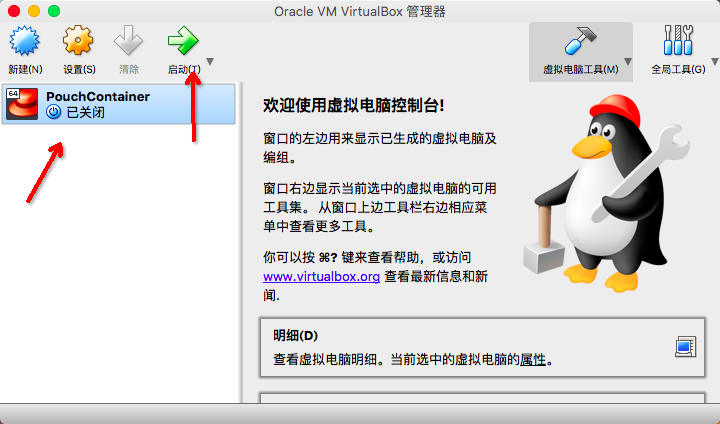 Oracle VM VirtualBox 管理器
新建(N) 设置(S) 清除 启动(T) 虚拟电脑工具(M) 全局工具(G)
64
PouchContainer
已关闭
欢迎使用虚拟电脑控制台!
窗口的左边用来显示已生成的虚拟电脑及
编组。
窗口右边显示当前选中的虚拟电脑的可用
工具集。 从窗口上边工具栏右边相应菜
单中查看更多工具。
你可以按 ⌘? 键来查看帮助，或访问
www.virtualbox.org 查看最新信息和新
闻.
明细(D)
查看虚拟电脑明细。当前选中的虚拟电脑的属性。